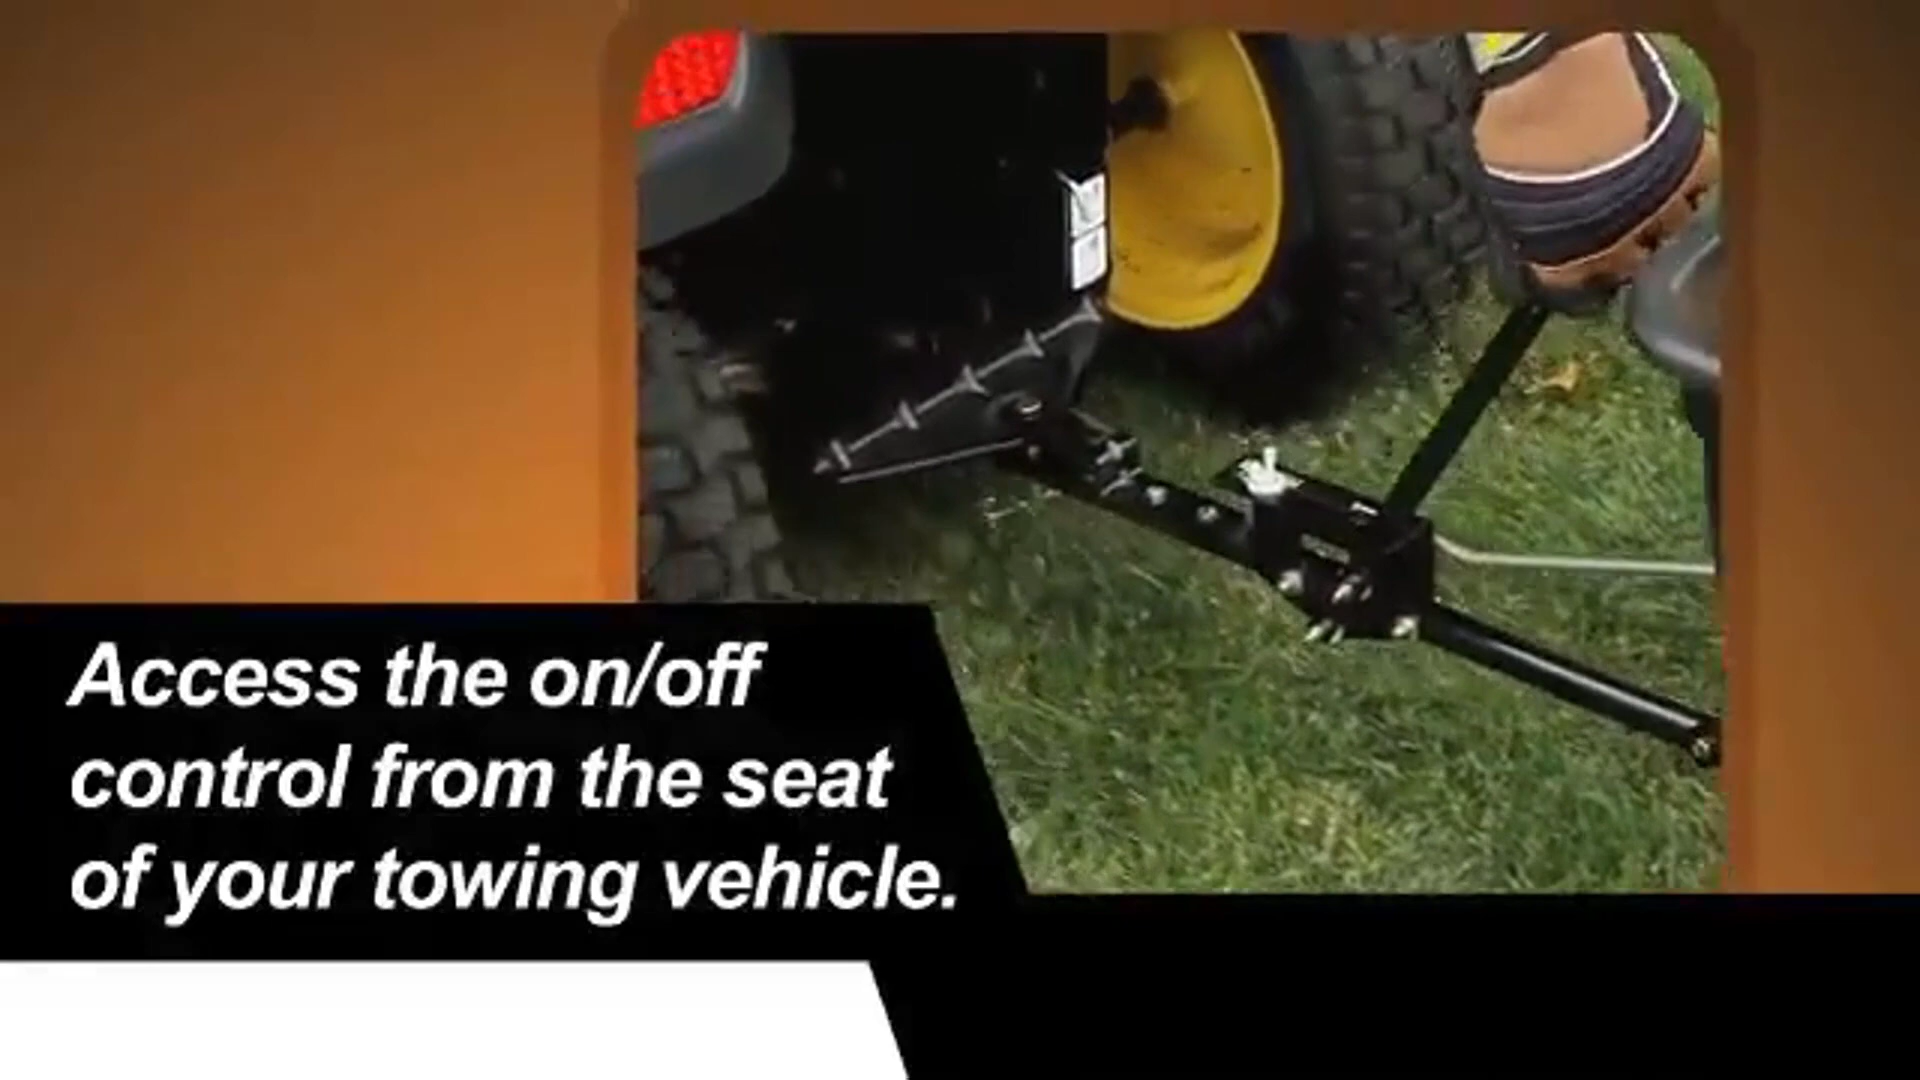 Access the on/off
control from the seat
of your towing vehicle.